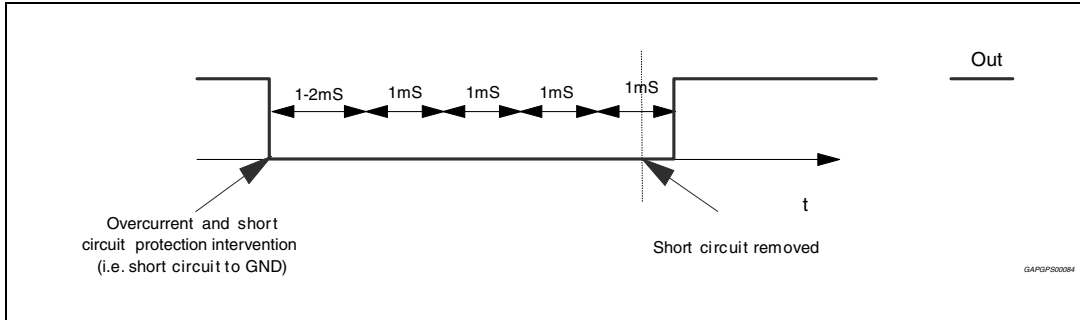 Out
1-2mS
1mS
1mS
1mS
1mS
t
Overcurrent and short
circuit protection intervention
(i.e. short circuit to GND)
Short circuit removed
GAPGPS00084